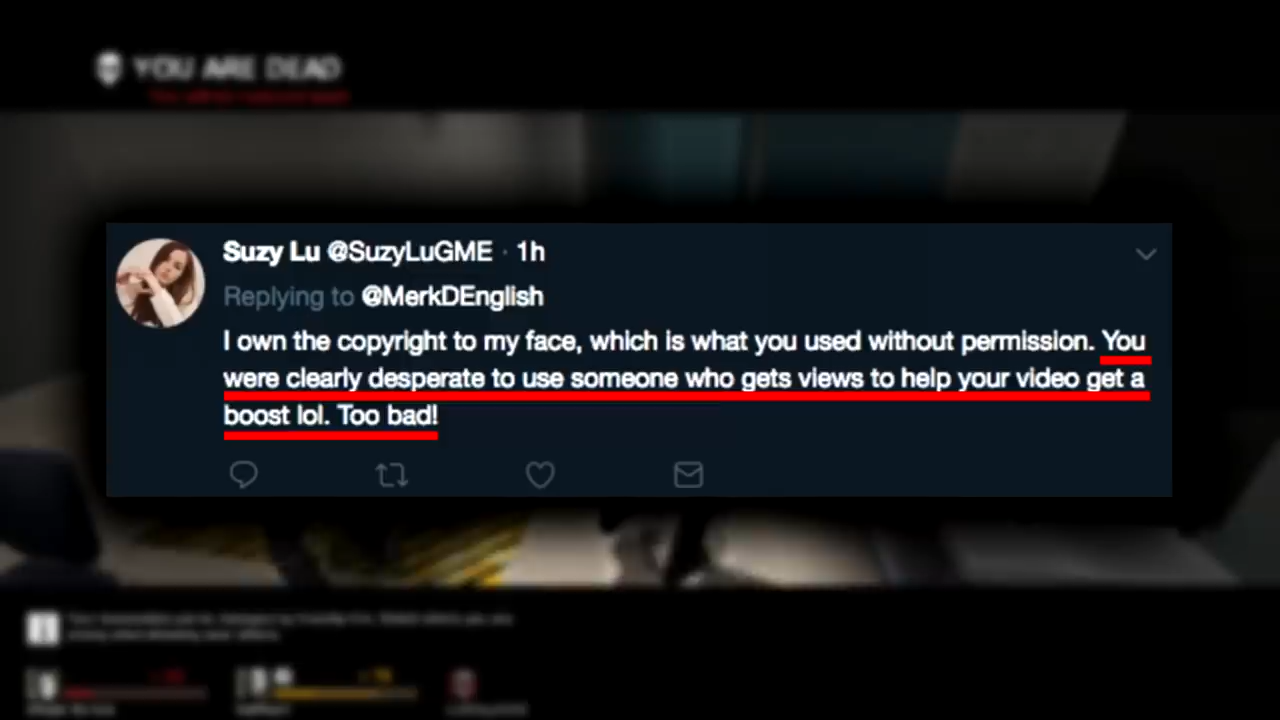 YOU ARE DEAD
Suzy Lu @SuzyLuGME · 1h
Replying to @MerkDEnglish
I own the copyright to my face, which is what you used without permission. You
were clearly desperate to use someone who gets views to help your video get a
boost lol. Too bad!